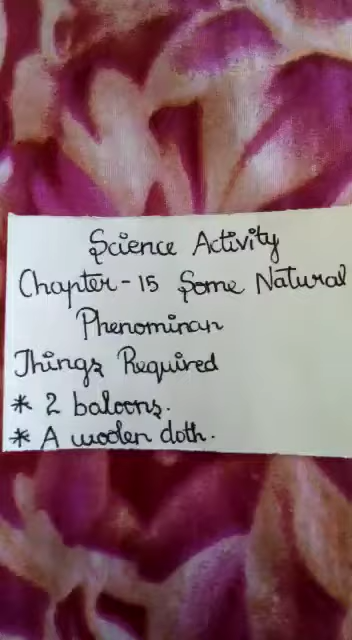 Science Activity
Chapter - 15 Some Natural
Phenominan
Things Required
* 2 baloons.
* A woolen cloth.